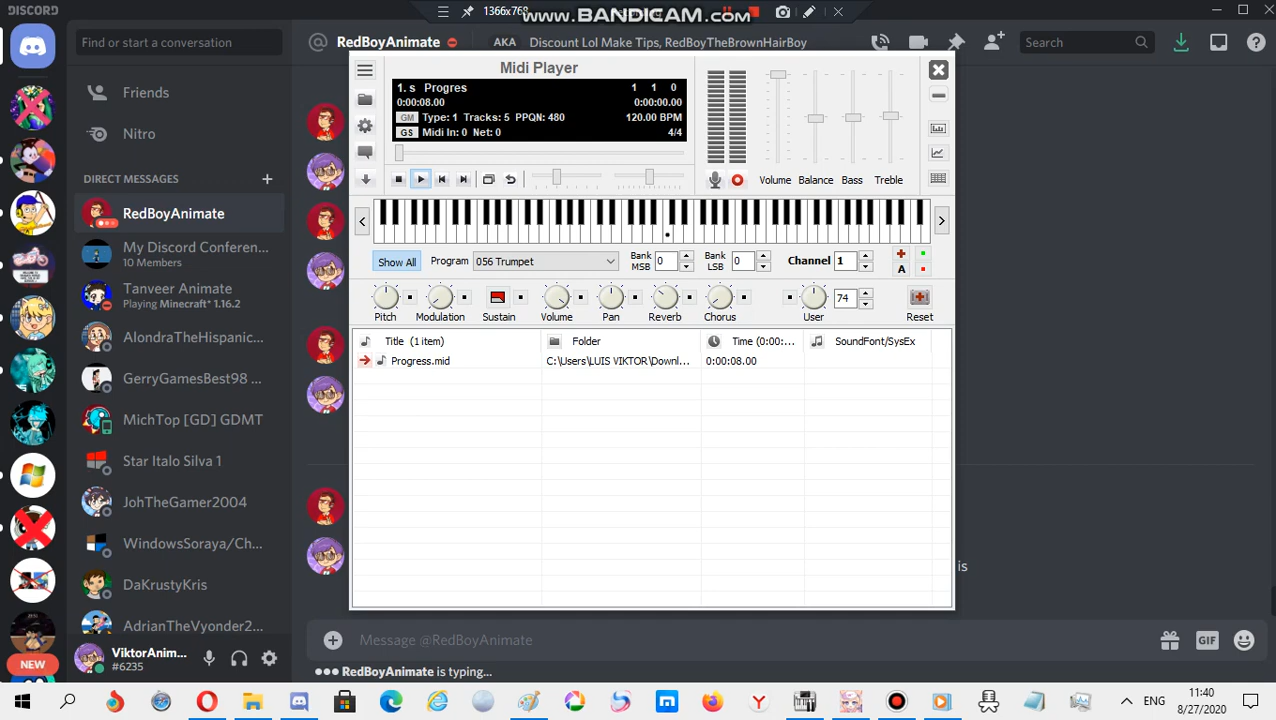 DISCORD
1366x768
www.BANDICAM.com
Find or start a conversation
RedBoyAnimate
AKA
Discount Lol Make Tips, RedBoyTheBrownHairBoy
Search
Friends
Nitro
DIRECT MESSAGES
RedBoyAnimate
My Discord Conferen...
10 Members
Tanveer Animate
Playing Minecraft* 1.16.2
AlondraTheHispanic...
GerryGamesBest98 ...
MichTop [GD] GDMT
Star Italo Silva 1
JohTheGamer2004
WindowsSoraya/Ch...
DaKrustyKris
AdrianTheVyonder2...
NEW
ViktorAnim...
#6235
Midi Player
1. s Progres
1 1 0
0:00:08.00
0:00:00.00
GM Type: 1 Tracks: 5 PPQN: 480
120.00 BPM
GS Midi In: 0 Net: 0
4/4
Volume Balance Bass Treble
Show All
Program
056 Trumpet
Bank MSB
0
Bank LSB
0
Channel
1
A
Pitch
Modulation
Sustain
Volume
Pan
Reverb
Chorus
User
74
Reset
Title (1 item)
Folder
Time (0:00:...
SoundFont/SysEx
Progress.mid
C:\Users\LUIS VIKTOR\Downl...
0:00:08.00
is
Message @RedBoyAnimate
GIF
RedBoyAnimate is typing...
ENG
11:40
8/27/2020